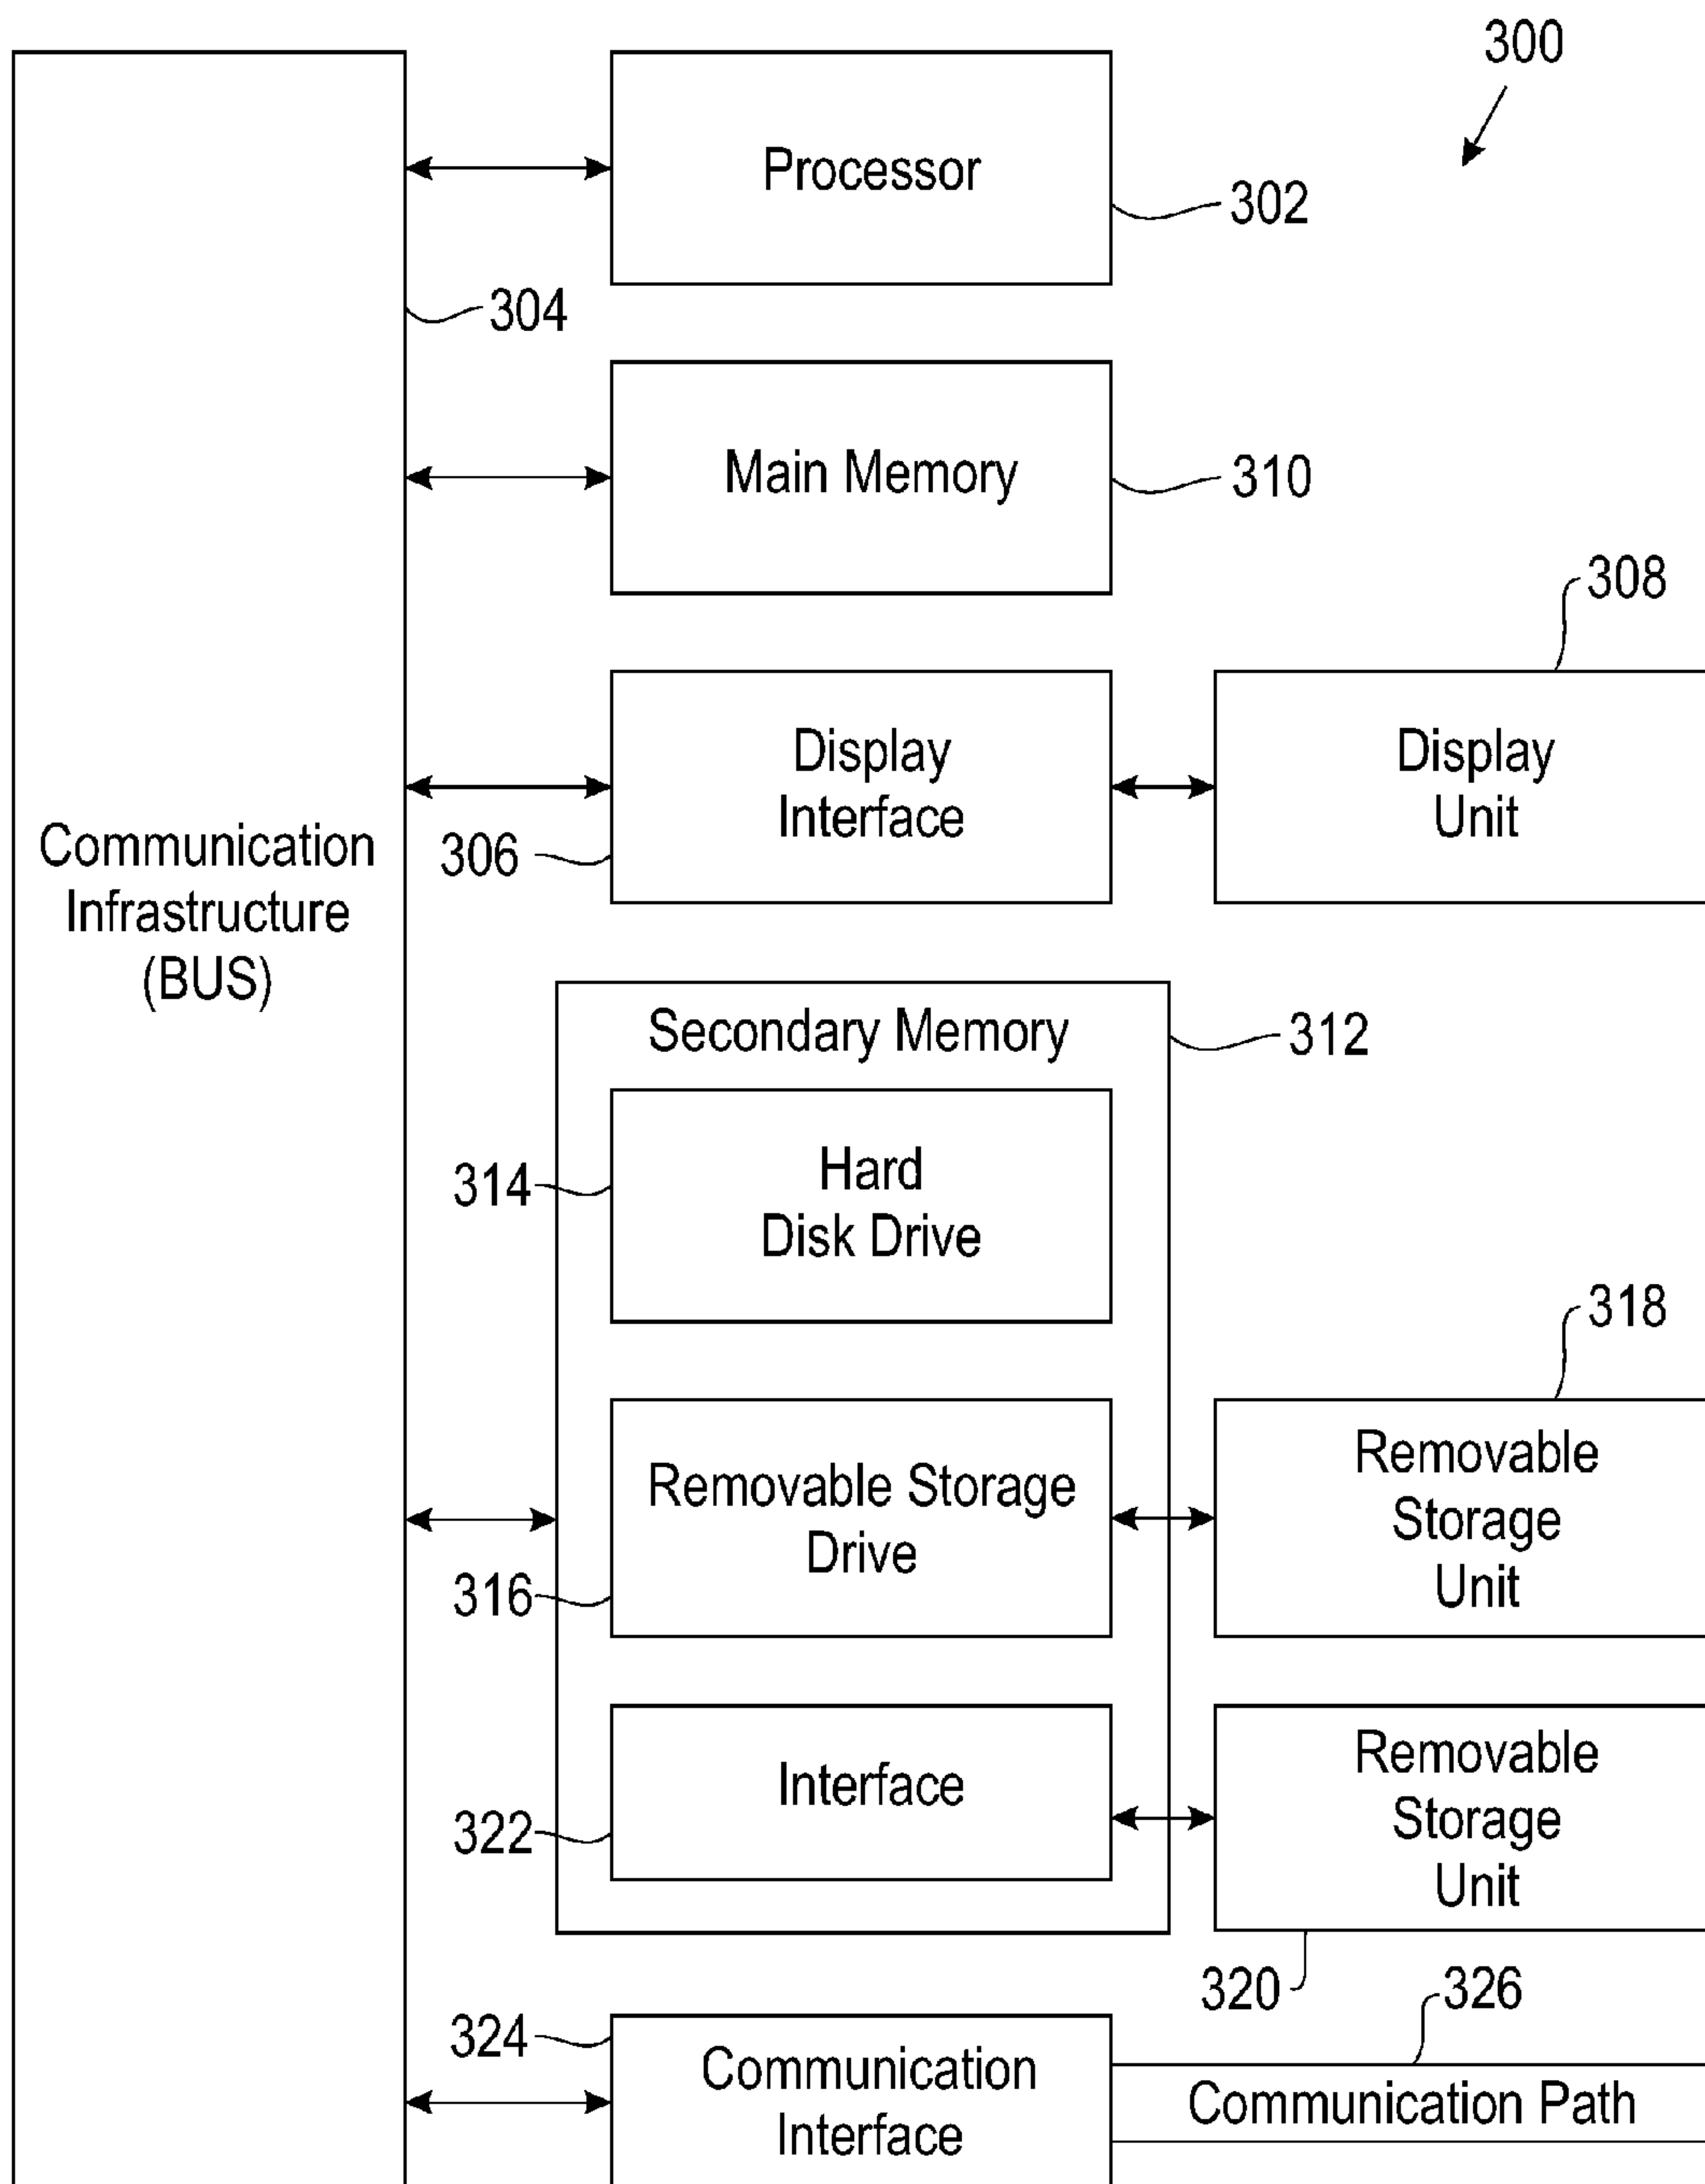 300
Processor
302
304
Main Memory
310
308
Display
Interface
Display
Unit
306
Communication
Infrastructure
(BUS)
Secondary Memory
312
Hard
Disk Drive
314
318
Removable Storage
Drive
316
Removable
Storage
Unit
Interface
322
Removable
Storage
Unit
320
326
324
Communication
Interface
Communication Path